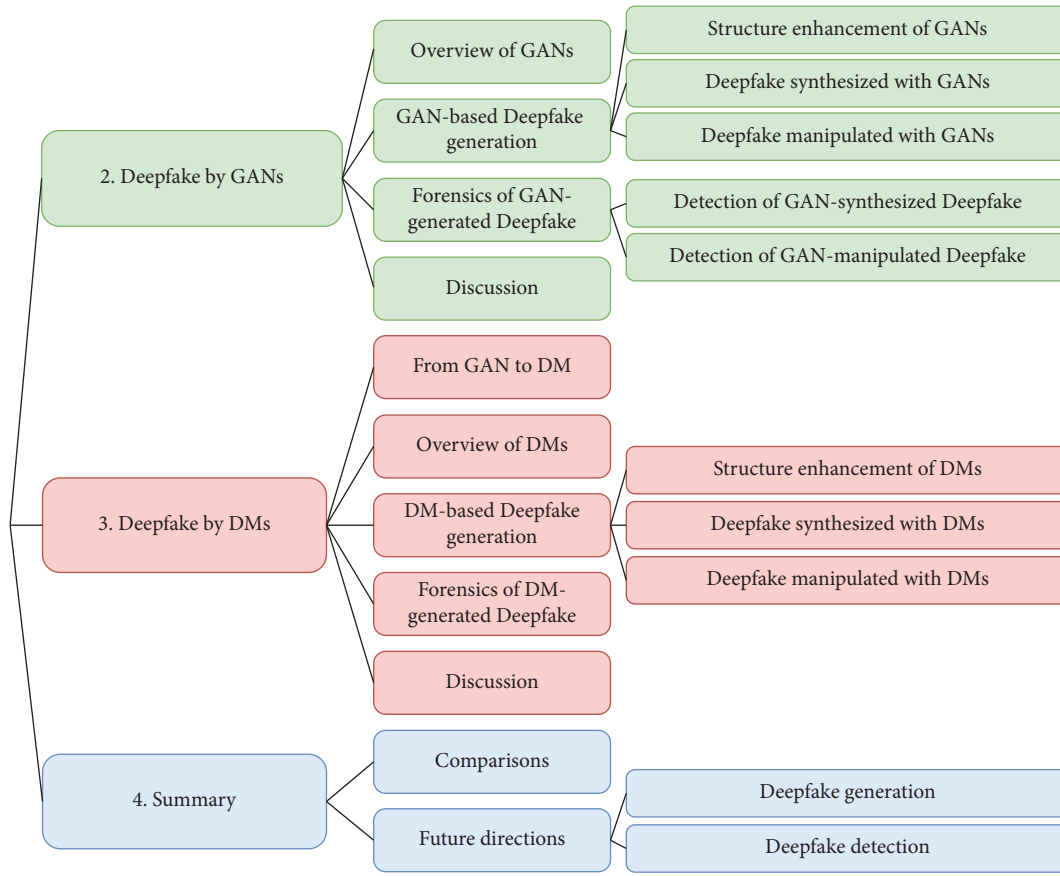 2. Deepfake by GANs
Overview of GANs
GAN-based Deepfake
generation
Structure enhancement of GANs
Deepfake synthesized with GANs
Deepfake manipulated with GANs
Forensics of GAN-
generated Deepfake
Detection of GAN-synthesized Deepfake
Detection of GAN-manipulated Deepfake
Discussion
3. Deepfake by DMs
From GAN to DM
Overview of DMs
DM-based Deepfake
generation
Structure enhancement of DMs
Deepfake synthesized with DMs
Deepfake manipulated with DMs
Forensics of DM-
generated Deepfake
Discussion
4. Summary
Comparisons
Future directions
Deepfake generation
Deepfake detection